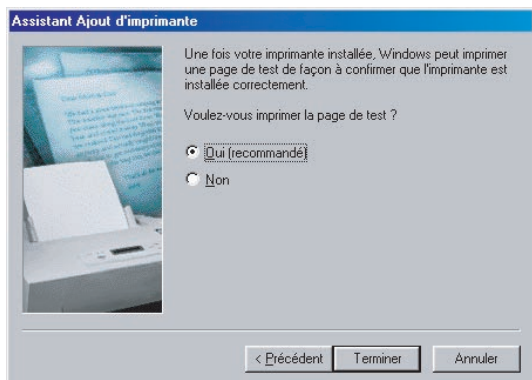 Assistant Ajout d'imprimante
Une fois votre imprimante installée, Windows peut imprimer
une page de test de façon à confirmer que l'imprimante est
installée correctement.
Voulez-vous imprimer la page de test ?
Oui (recommandé)
Non
< Précédent
Terminer
Annuler